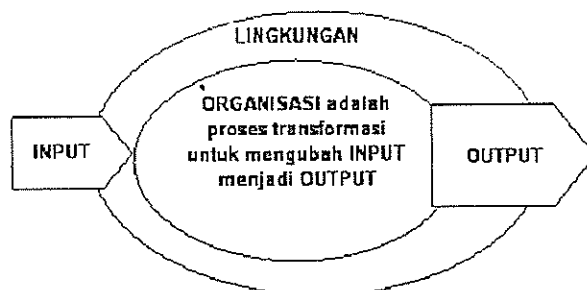 LINGKUNGAN
ORGANISASI adalah
proses transformasi
untuk mengubah INPUT
menjadi OUTPUT
INPUT
OUTPUT